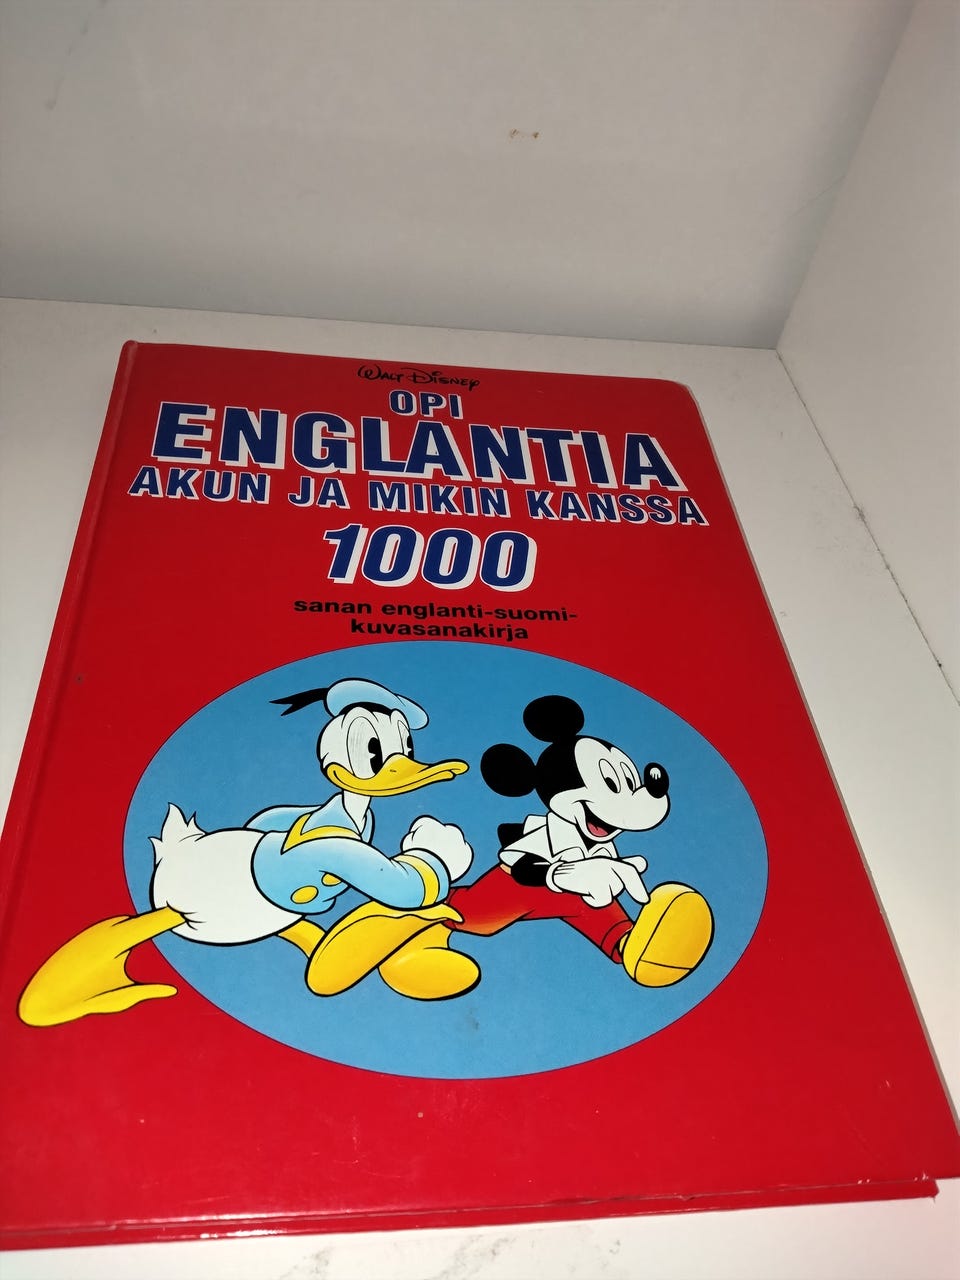 Walt Disney
OPI
ENGLANTIA
AKUN JA MIKIN KANSSA
1000
sanan englanti-suomi-
kuvasanakirja